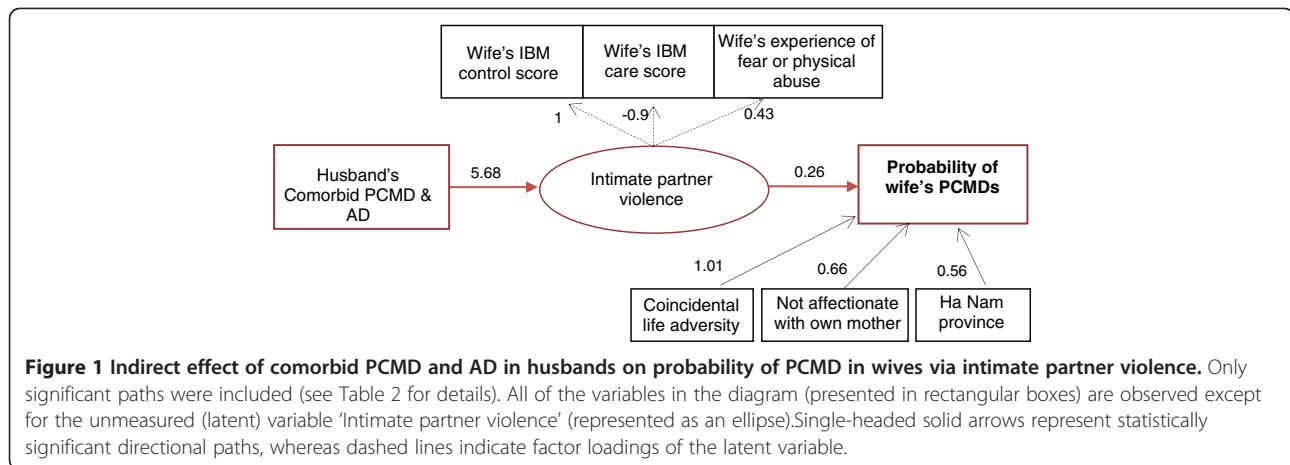 Wife's IBM
control score
Wife's IBM
care score
Wife's experience of
fear or physical
abuse
1
-0.9
0.43
Husband's
Comorbid PCMD &
AD
5.68
Intimate partner
violence
0.26
Probability of
wife's PCMDs
1.01
0.66
0.56
Coincidental
life adversity
Not affectionate
with own mother
Ha Nam
province
Figure 1 Indirect effect of comorbid PCMD and AD in husbands on probability of PCMD in wives via intimate partner violence. Only
significant paths were included (see Table 2 for details). All of the variables in the diagram (presented in rectangular boxes) are observed except
for the unmeasured (latent) variable 'Intimate partner violence' (represented as an ellipse).Single-headed solid arrows represent statistically
significant directional paths, whereas dashed lines indicate factor loadings of the latent variable.